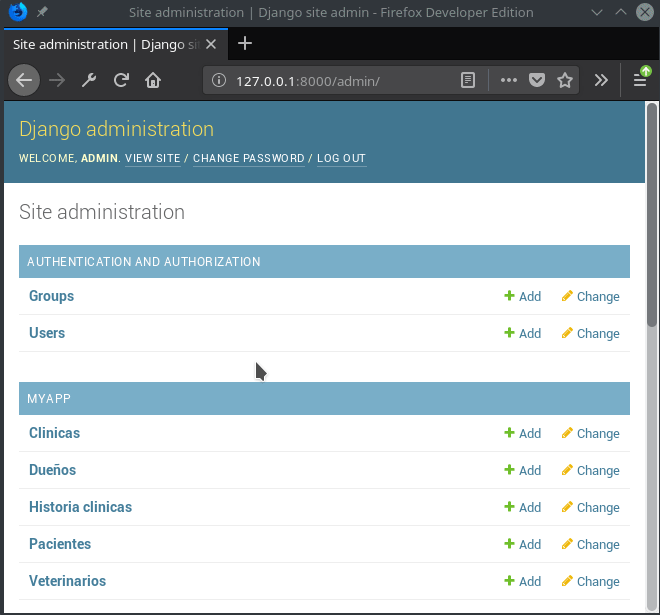 Site administration | Django site admin - Firefox Developer Edition
Site administration | Django si
127.0.0.1:8000/admin/
Django administration
WELCOME, ADMIN. VIEW SITE / CHANGE PASSWORD / LOG OUT
Site administration
AUTHENTICATION AND AUTHORIZATION
Groups Add Change
Users Add Change
MYAPP
Clinicas Add Change
Dueños Add Change
Historia clinicas Add Change
Pacientes Add Change
Veterinarios Add Change